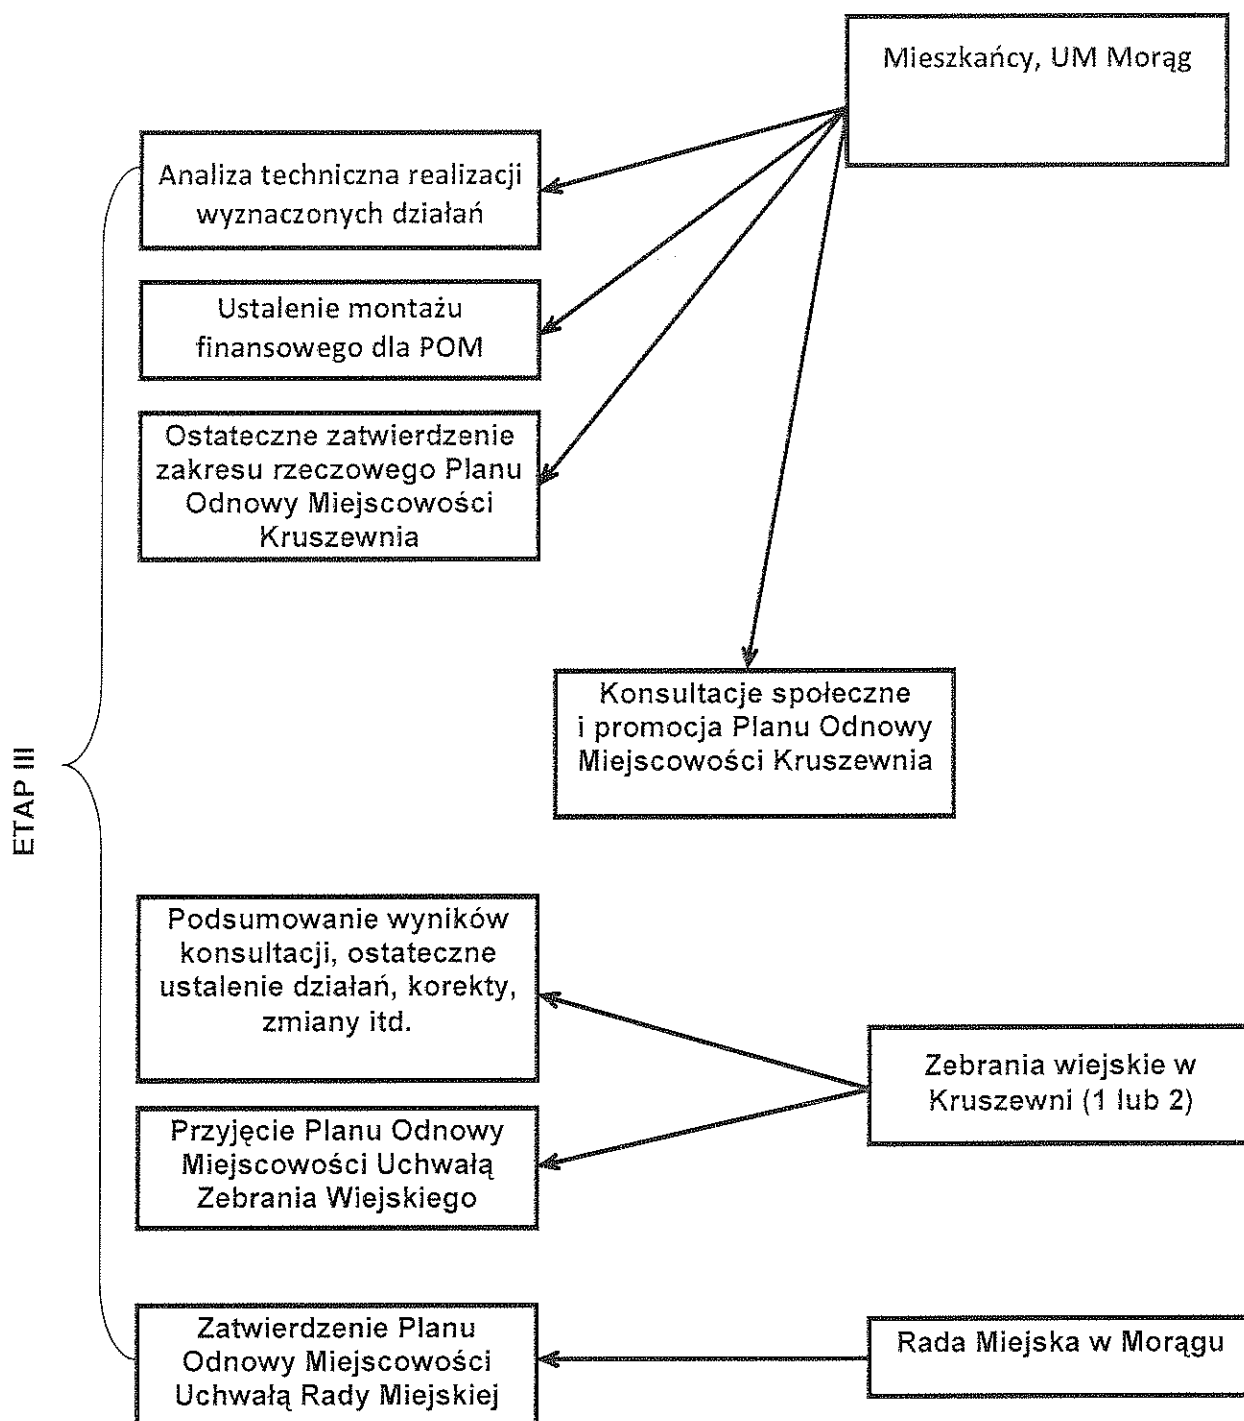 Mieszkańcy, UM Morąg
Analiza techniczna realizacji
wyznaczonych działań
Ustalenie montażu
finansowego dla POM
Ostateczne zatwierdzenie
zakresu rzeczowego Planu
Odnowy Miejscowości
Kruszewnia
Konsultacje społeczne
i promocja Planu Odnowy
Miejscowości Kruszewnia
ETAP III
Podsumowanie wyników
konsultacji, ostateczne
ustalenie działań, korekty,
zmiany itd.
Zebrania wiejskie w
Kruszewni (1 lub 2)
Przyjęcie Planu Odnowy
Miejscowości Uchwałą
Zebrania Wiejskiego
Zatwierdzenie Planu
Odnowy Miejscowości
Uchwałą Rady Miejskiej
Rada Miejska w Morągu